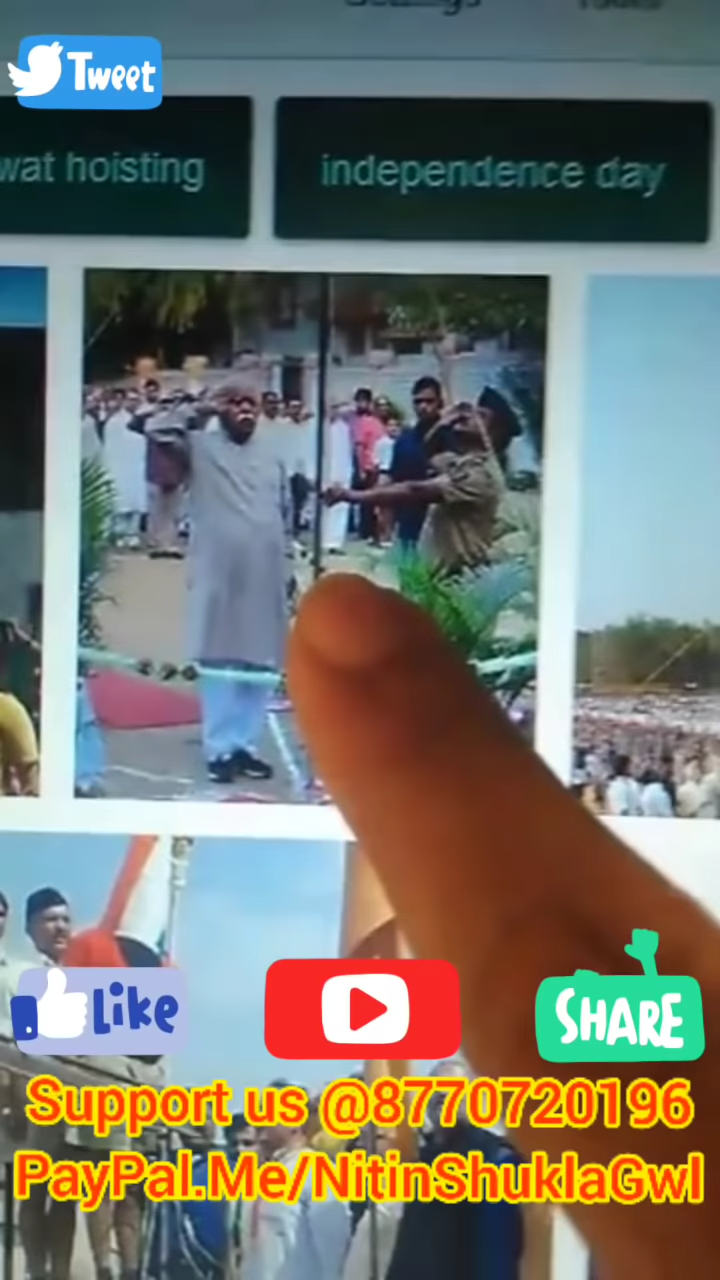 Tweet
wat hoisting
independence day
Like
SHARE
Support us @8770720196
PayPal.Me/NitinShuklaGwl